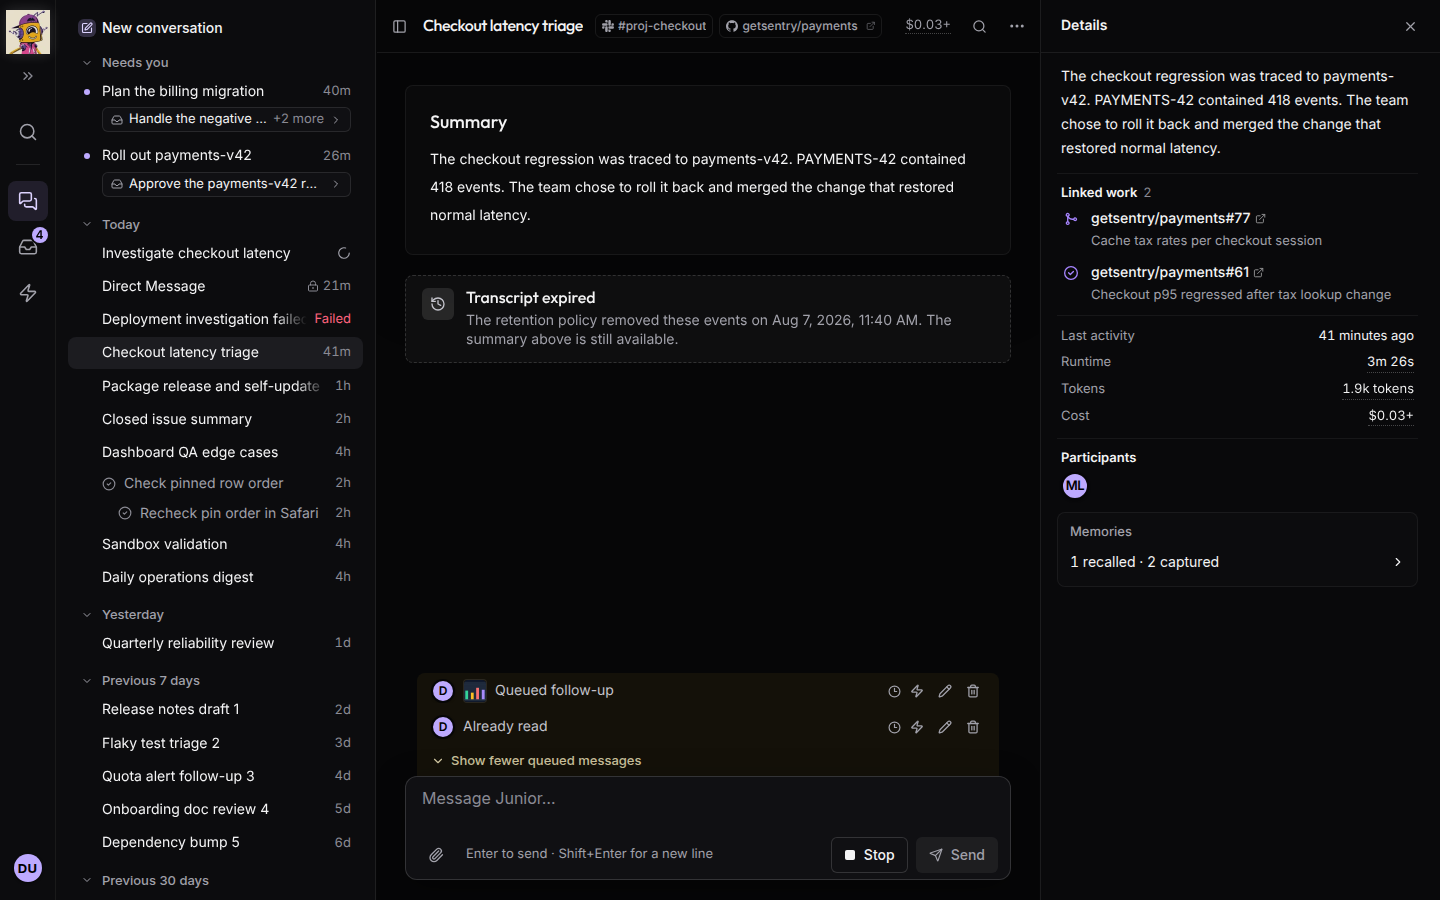 New conversation
Needs you
Plan the billing migration 40m
Handle the negative ... +2 more
Roll out payments-v42 26m
Approve the payments-v42 r...
Today
Investigate checkout latency
Direct Message 21m
Deployment investigation failed Failed
Checkout latency triage 41m
Package release and self-update 1h
Closed issue summary 2h
Dashboard QA edge cases 4h
Check pinned row order 2h
Recheck pin order in Safari 2h
Sandbox validation 4h
Daily operations digest 4h
Yesterday
Quarterly reliability review 1d
Previous 7 days
Release notes draft 1 2d
Flaky test triage 2 3d
Quota alert follow-up 3 4d
Onboarding doc review 4 5d
Dependency bump 5 6d
Previous 30 days
4
DU
Checkout latency triage #proj-checkout getsentry/payments $0.03+
Summary
The checkout regression was traced to payments-v42. PAYMENTS-42 contained
418 events. The team chose to roll it back and merged the change that restored
normal latency.
Transcript expired
The retention policy removed these events on Aug 7, 2026, 11:40 AM. The
summary above is still available.
D Queued follow-up
D Already read
Show fewer queued messages
Message Junior...
Enter to send · Shift+Enter for a new line Stop Send
Details
The checkout regression was traced to payments-
v42. PAYMENTS-42 contained 418 events. The team
chose to roll it back and merged the change that
restored normal latency.
Linked work 2
getsentry/payments#77
Cache tax rates per checkout session
getsentry/payments#61
Checkout p95 regressed after tax lookup change
Last activity 41 minutes ago
Runtime 3m 26s
Tokens 1.9k tokens
Cost $0.03+
Participants
ML
Memories
1 recalled · 2 captured